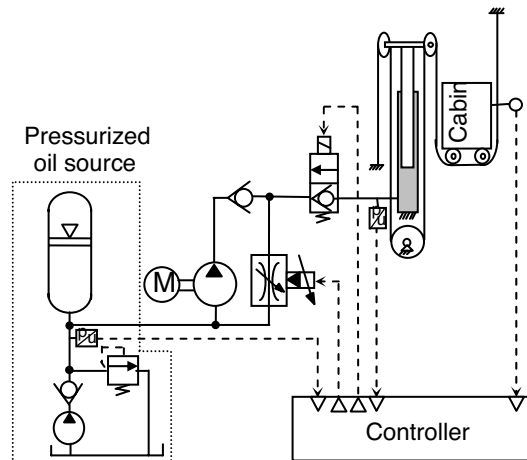 Pressurized
oil source
Cabin
M
p
u
p
u
Controller